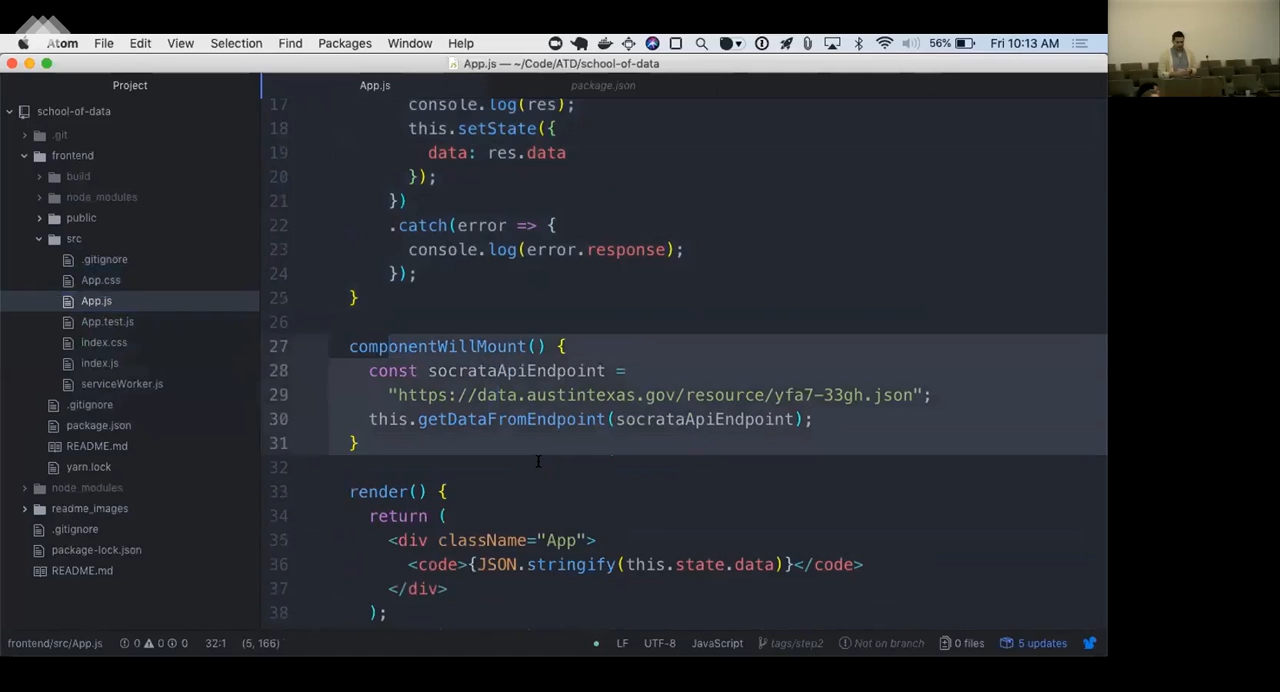 Atom File Edit View Selection Find Packages Window Help 56% Fri 10:13 AM
App.js — ~/Code/ATD/school-of-data
Project App.js package.json
school-of-data
.git
frontend
build
node_modules
public
src
.gitignore
App.css
App.js
App.test.js
Index.css
index.js
serviceWorker.js
.gitignore
package.json
README.md
yarn.lock
node_modules
readme_images
.gitignore
package-lock.json
README.md
17 console.log(res);
18 this.setState({
19 data: res.data
20 });
21 })
22 .catch(error => {
23 console.log(error.response);
24 });
25 }
26
27 componentWillMount() {
28 const socrataApiEndpoint =
29 "https://data.austintexas.gov/resource/yfa7-33gh.json";
30 this.getDataFromEndpoint(socrataApiEndpoint);
31 }
32
33 render() {
34 return (
35 <div className="App">
36 <code>{JSON.stringify(this.state.data)}</code>
37 </div>
38 );
frontend/src/App.js 0 0 0 32:1 (5, 166) LF UTF-8 JavaScript tags/step2 Not on branch 0 files 5 updates